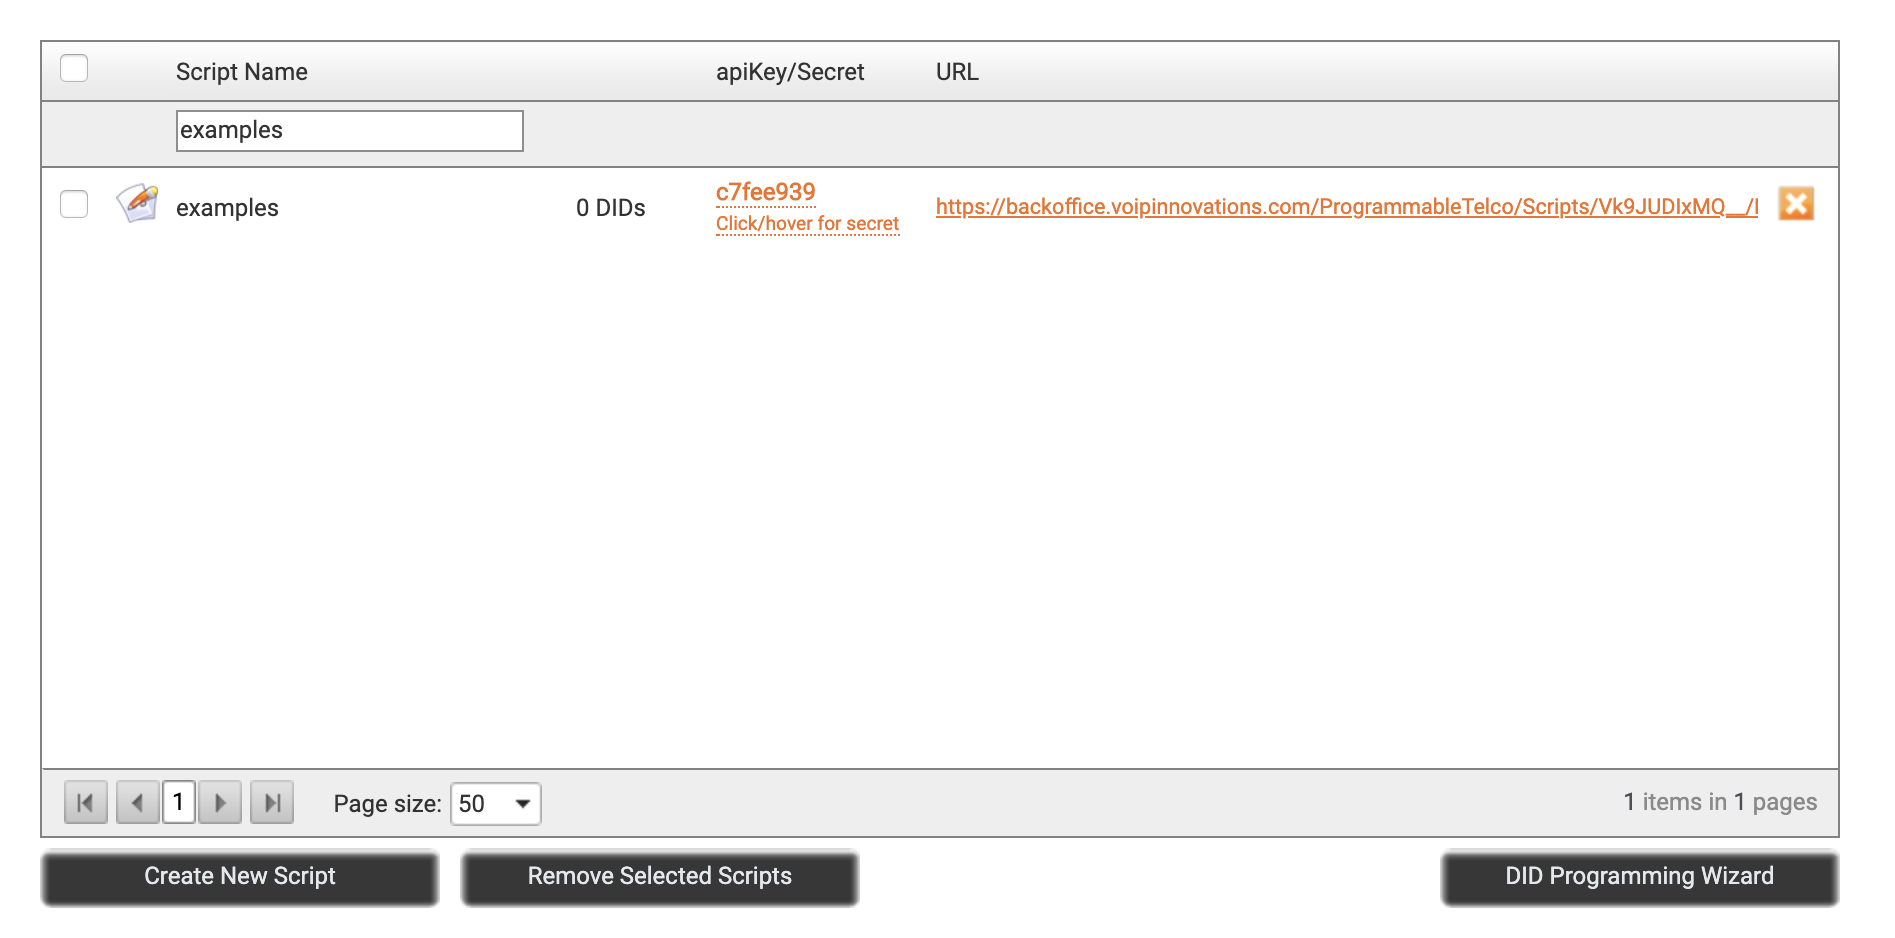 Script Name apiKey/Secret URL
examples
examples 0 DIDs c7fee939 https://backoffice.voipinnovations.com/ProgrammableTelco/Scripts/Vk9JUDIxMQ__/
Click/hover for secret
1 Page size: 50 1 items in 1 pages
Create New Script Remove Selected Scripts DID Programming Wizard